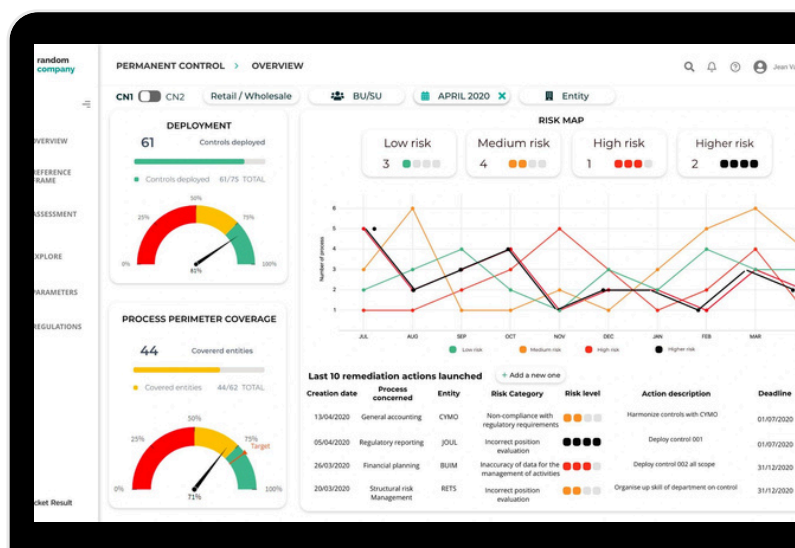 random
company
PERMANENT CONTROL > OVERVIEW
Jean
CN1 CN2
Retail / Wholesale
BU/SU
APRIL 2020 ×
Entity
OVERVIEW
REFERENCE
FRAME
ASSESSMENT
EXPLORE
PARAMETERS
REGULATIONS
cket Result
DEPLOYMENT
61 Controls deployed
Controls deployed 61/75 TOTAL
50%
25% 75%
0% 100%
81%
PROCESS PERIMETER COVERAGE
44 Covererd entities
Covered entities 44/62 TOTAL
50%
25% 75%
Target
0% 100%
71%
RISK MAP
Low risk
3
Medium risk
4
High risk
1
Higher risk
2
Number of process
6
5
4
3
2
1
JUL AUG SEP OCT NOV DEC JAN FEB MAR
Low risk Medium risk High risk Higher risk
Last 10 remediation actions launched
+ Add a new one
Creation date Process concerned Entity Risk Category Risk level Action description Deadline
13/04/2020 General accounting CYMO Non-compliance with regulatory requirements Harmonize controls with CYMO 01/07/2020
05/04/2020 Regulatory reporting JOUL Incorrect position evaluation Deploy control 001 01/07/2020
26/03/2020 Financial planning BUIM Inaccuracy of data for the management of activities Deploy control 002 all scope 31/12/2020
20/03/2020 Structural risk Management RETS Incorrect position evaluation Organise up skill of department on control 31/12/2020